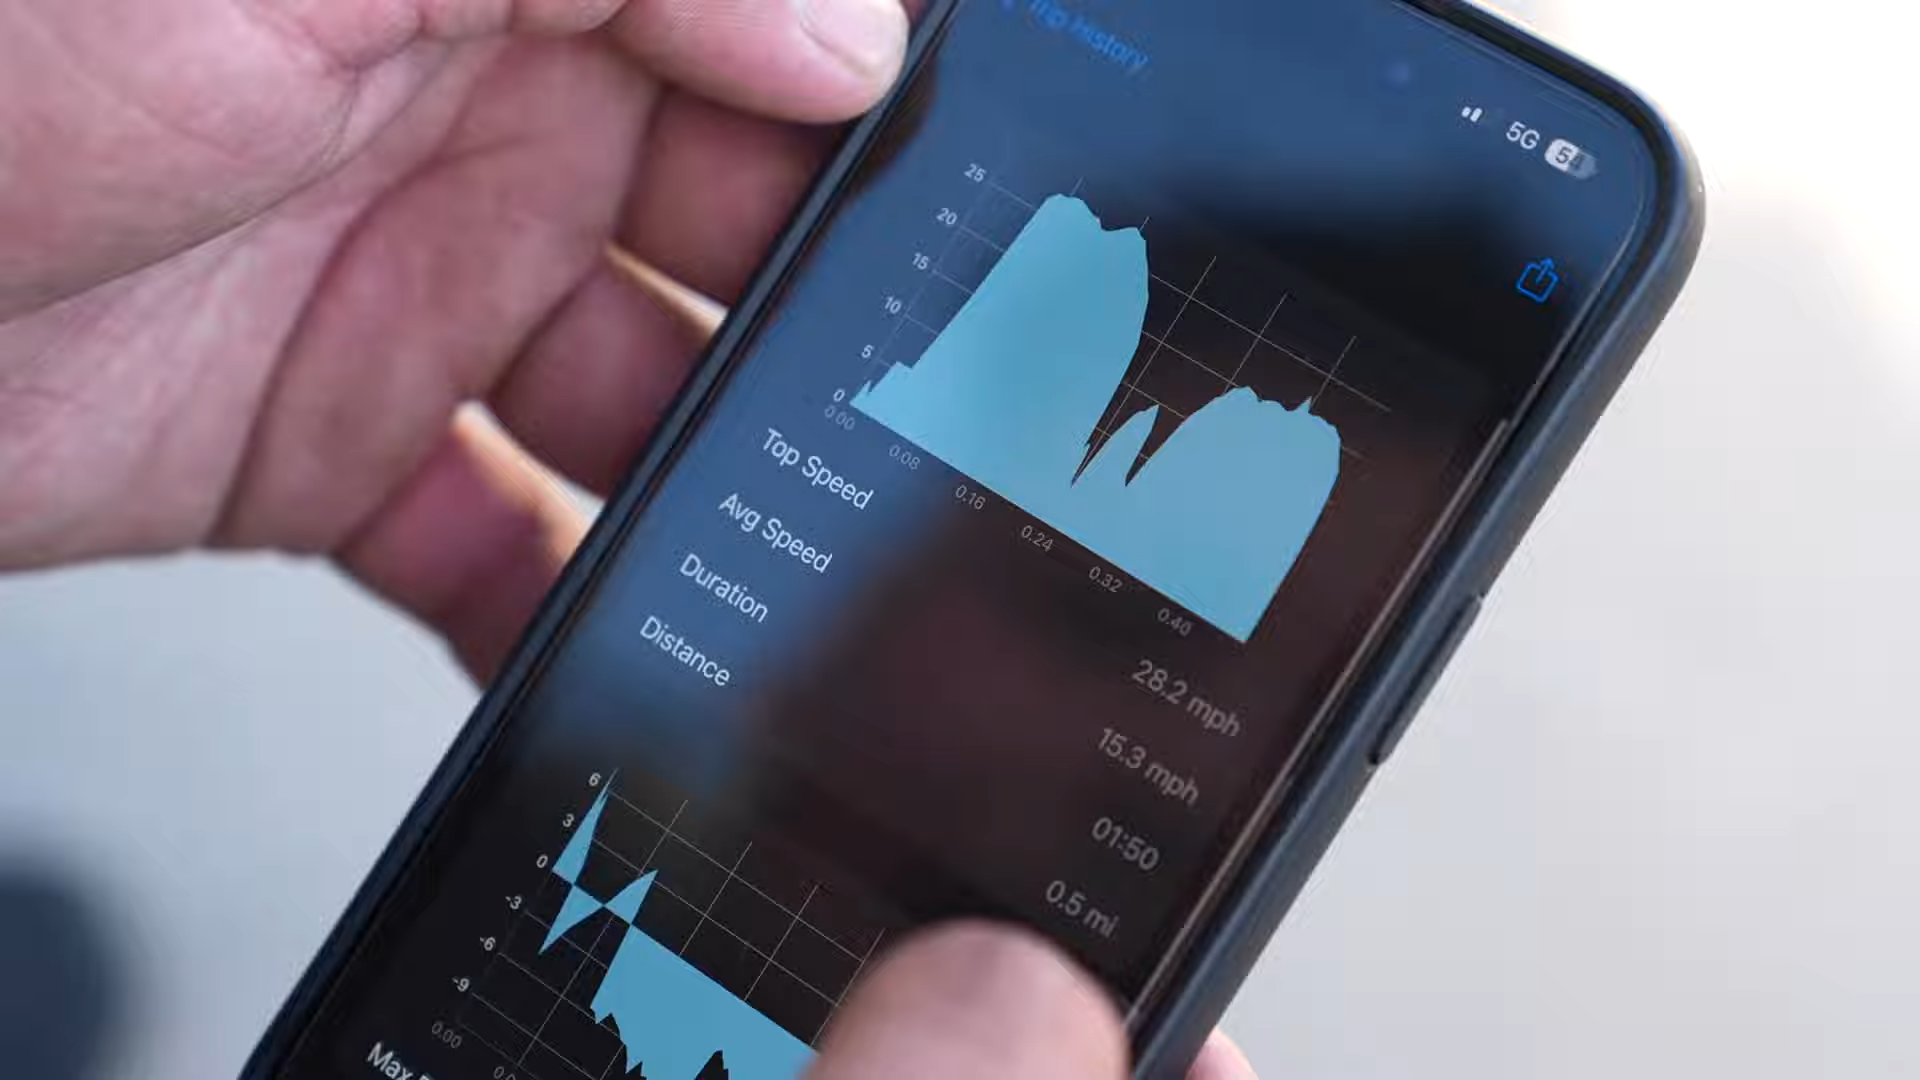 Trip History
5G 54
25
20
15
10
5
0
0.00
0.08
0.16
0.24
0.32
0.40
Top Speed 28.2 mph
Avg Speed 15.3 mph
Duration 01:50
Distance 0.5 mi
6
3
0
-3
-6
-9
0.00
Max